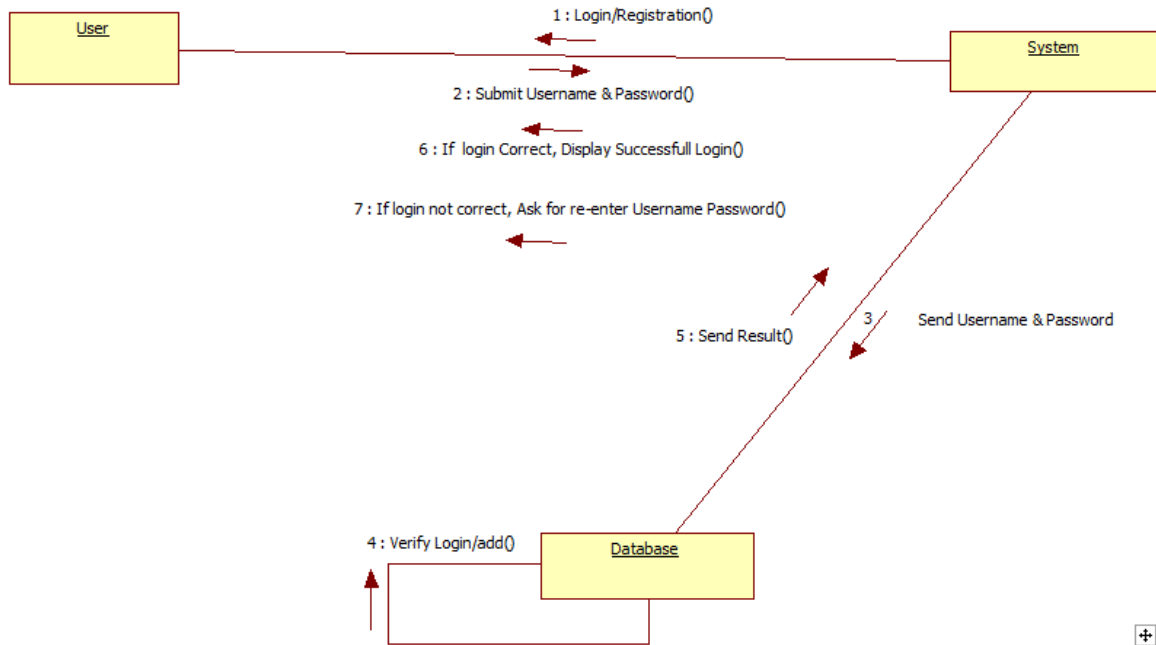 1 : Login/Registration()
User
System
2 : Submit Username & Password()
6 : If login Correct, Display Successfull Login()
7 : If login not correct, Ask for re-enter Username Password()
3 Send Username & Password
5 : Send Result()
4 : Verify Login/add()
Database